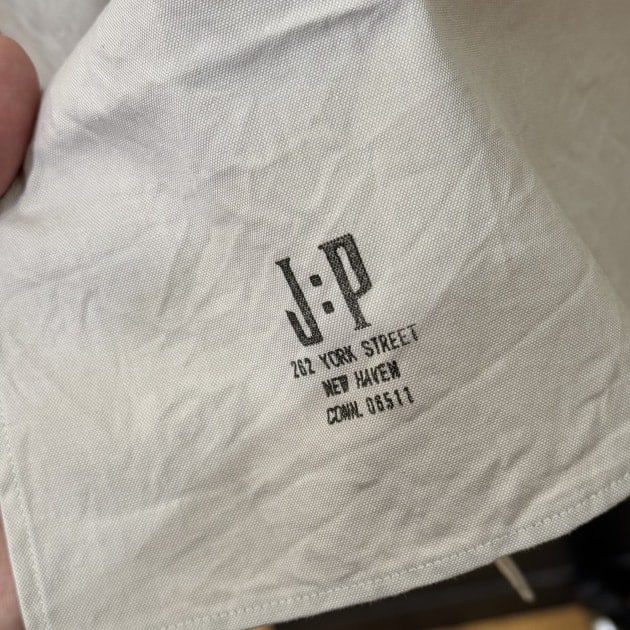 J:P
262 YORK STREET
NEW HAVEN
CONN. 06511